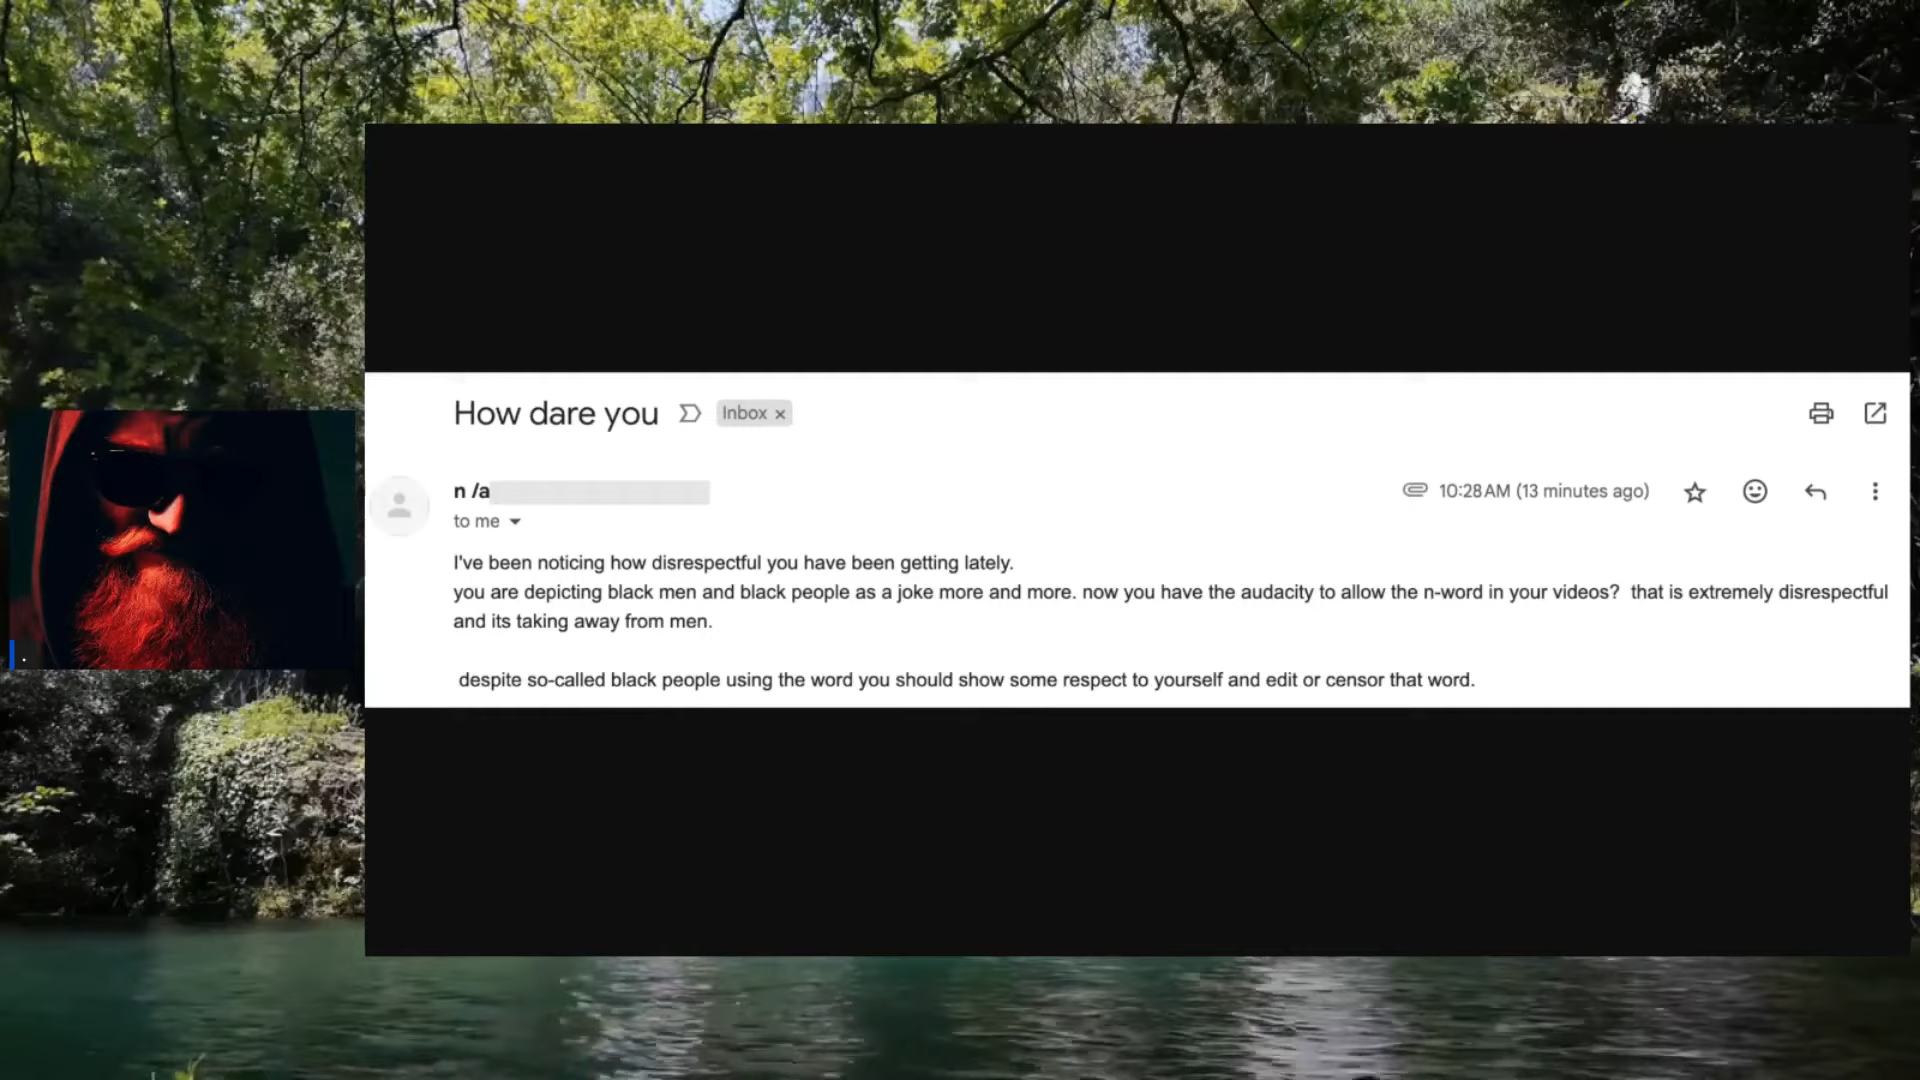 How dare you Inbox ×
n /a 10:28 AM (13 minutes ago)
to me
I've been noticing how disrespectful you have been getting lately.
you are depicting black men and black people as a joke more and more. now you have the audacity to allow the n-word in your videos?  that is extremely disrespectful
and its taking away from men.
despite so-called black people using the word you should show some respect to yourself and edit or censor that word.
.